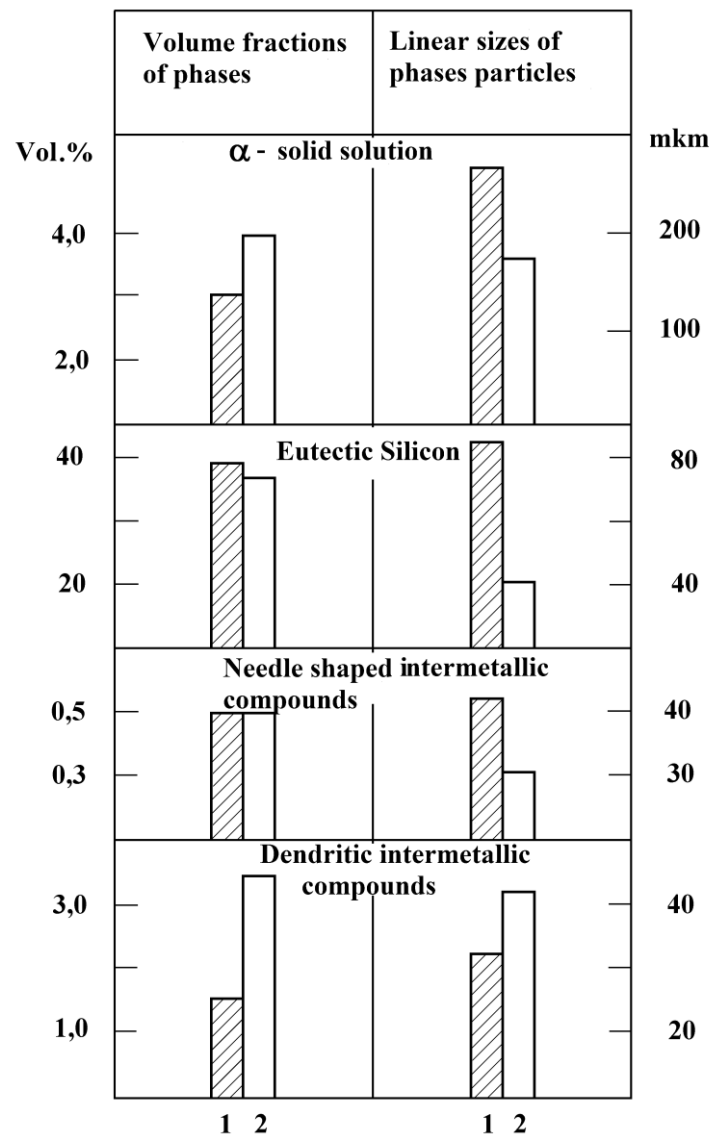 Volume fractions
of phases
Linear sizes of
phases particles
Vol.%
mkm
α - solid solution
4,0
200
100
2,0
Eutectic Silicon
40
80
20
40
Needle shaped intermetallic
compounds
0,5
40
0,3
30
Dendritic intermetallic
compounds
3,0
40
1,0
20
1 2
1 2